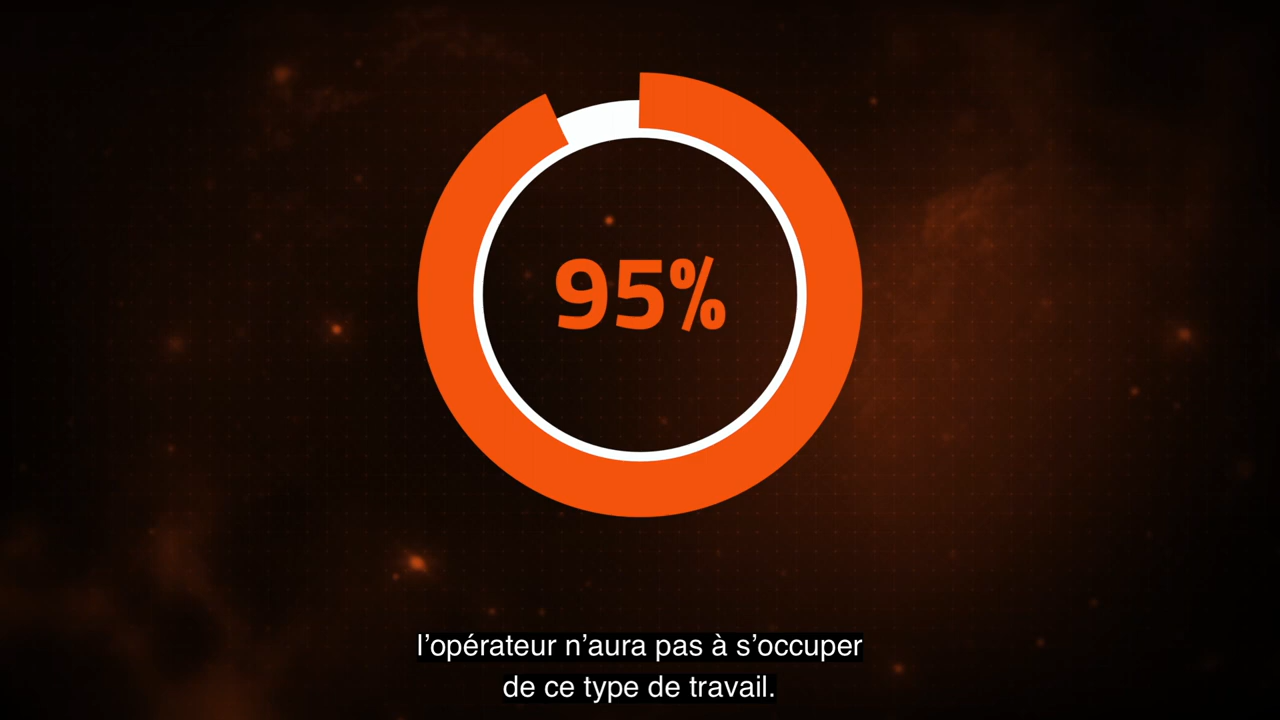 95%
l’opérateur n’aura pas à s’occuper
de ce type de travail.